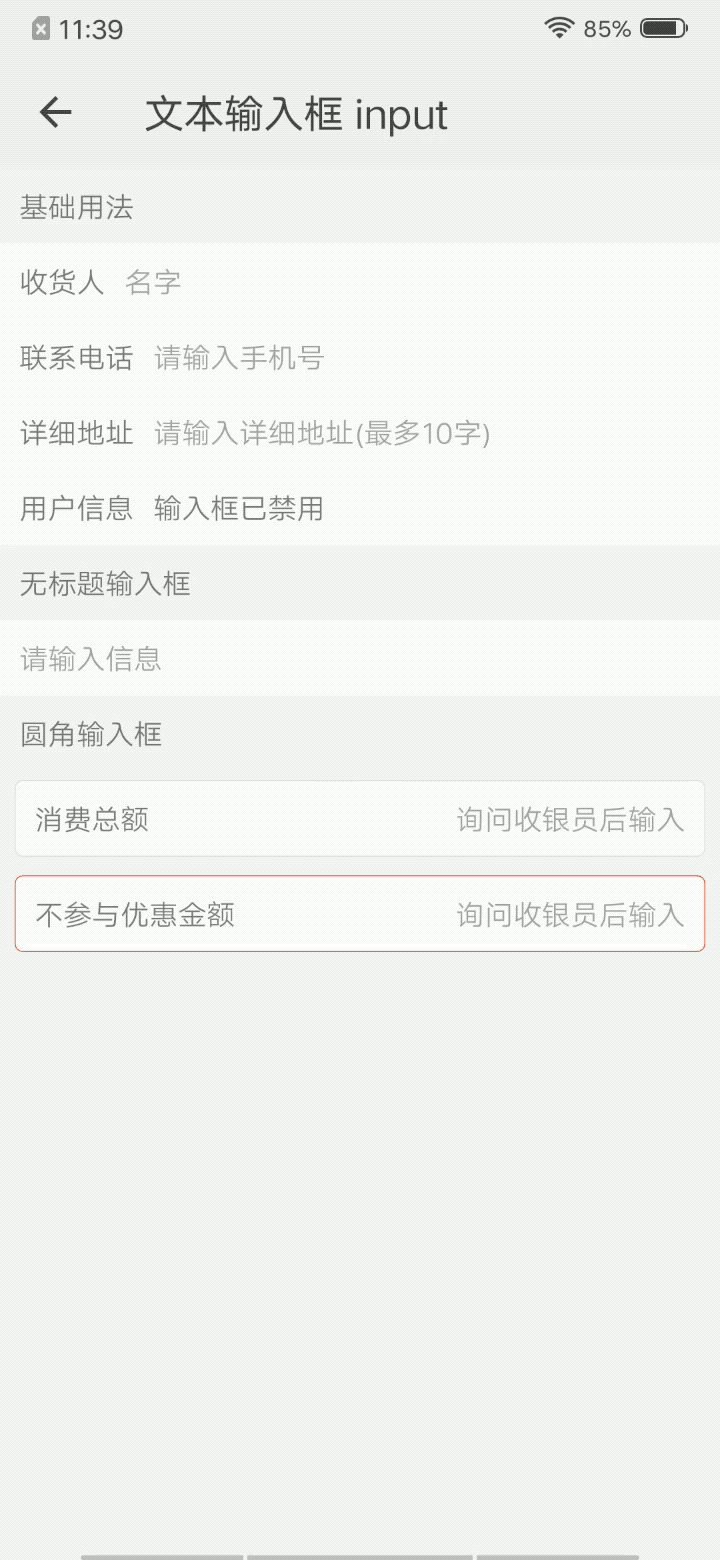 11:39 85%
文本输入框 input
基础用法
收货人 名字
联系电话 请输入手机号
详细地址 请输入详细地址(最多10字)
用户信息 输入框已禁用
无标题输入框
请输入信息
圆角输入框
消费总额 询问收银员后输入
不参与优惠金额 询问收银员后输入